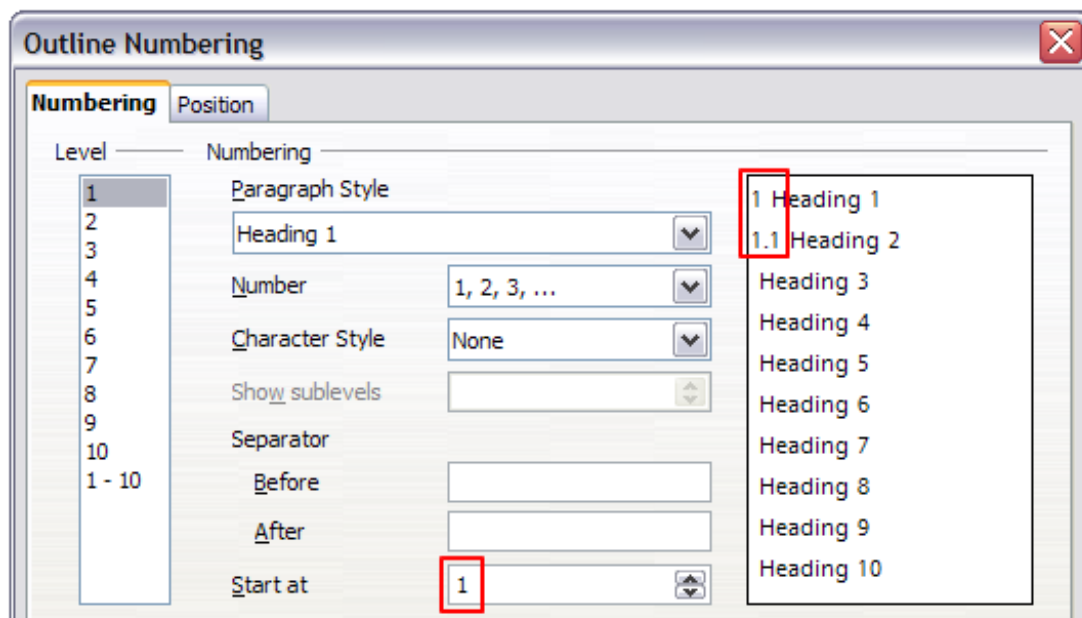 Outline Numbering
Numbering Position
Level Numbering
1
2
3
4
5
6
7
8
9
10
1 - 10
Paragraph Style
Heading 1
Number 1, 2, 3, ...
Character Style None
Show sublevels
Separator
Before
After
Start at 1
1 Heading 1
1.1 Heading 2
Heading 3
Heading 4
Heading 5
Heading 6
Heading 7
Heading 8
Heading 9
Heading 10